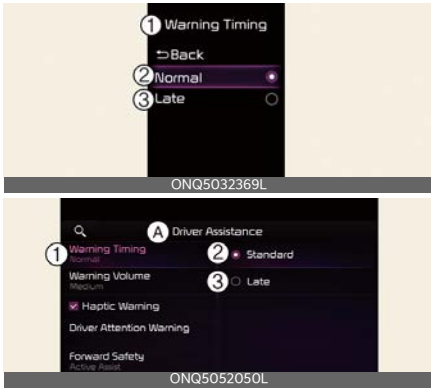 1 Warning Timing
Back
2 Normal
3 Late
ONQ5032369L
A Driver Assistance
1 Warning Timing
Normal
2 Standard
Warning Volume
Medium
3 Late
Haptic Warning
Driver Attention Warning
Forward Safety
Active Assist
ONQ5052050L